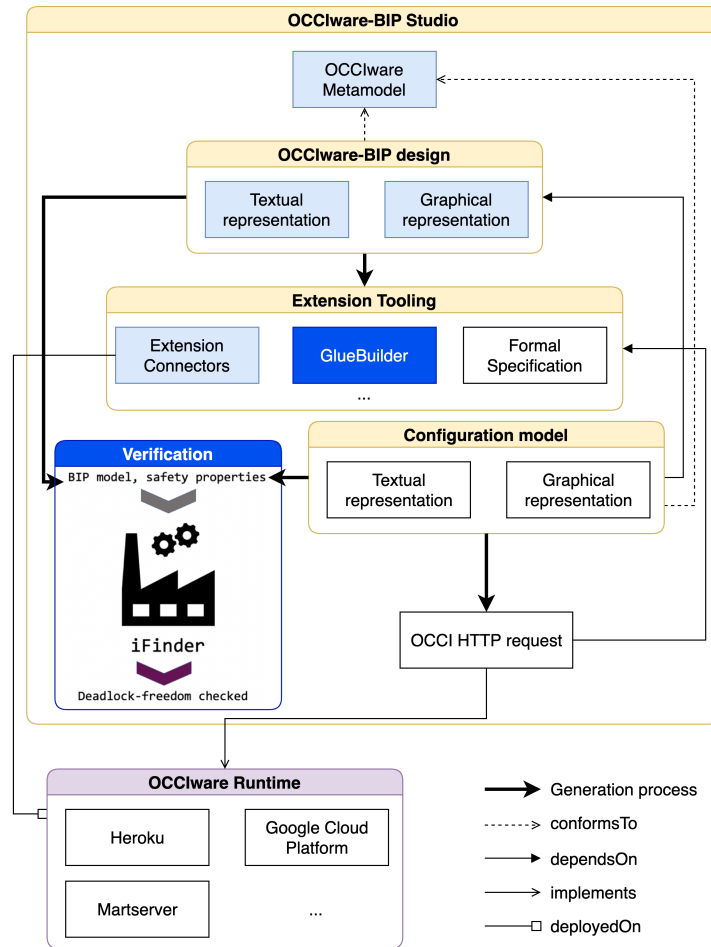 OCCIware-BIP Studio
OCCIware
Metamodel
OCCIware-BIP design
Textual
representation
Graphical
representation
Extension Tooling
Extension
Connectors
GlueBuilder
Formal
Specification
...
Configuration model
Textual
representation
Graphical
representation
Verification
BIP model, safety properties
iFinder
Deadlock-freedom checked
OCCI HTTP request
OCCIware Runtime
Heroku
Google Cloud
Platform
Martserver
...
Generation process
conformsTo
dependsOn
implements
deployedOn